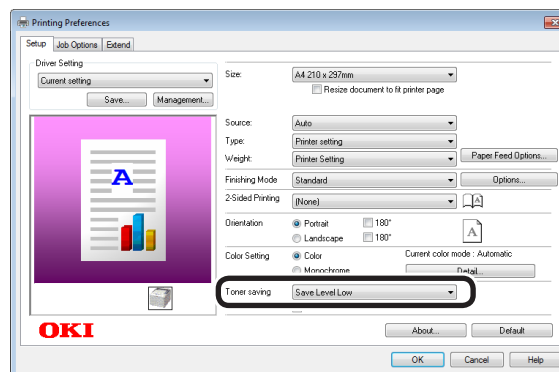 Printing Preferences
Setup Job Options Extend
Driver Setting
Current setting
Save... Management...
A
OKI
Size: A4 210 x 297mm
Resize document to fit printer page
Source: Auto
Type: Printer setting
Weight: Printer Setting Paper Feed Options...
Finishing Mode Standard Options...
2-Sided Printing (None) A
Orientation Portrait 180°
Landscape 180° A
Color Setting Color Current color mode : Automatic
Monochrome Detail...
Toner saving Save Level Low
About... Default
OK Cancel Help